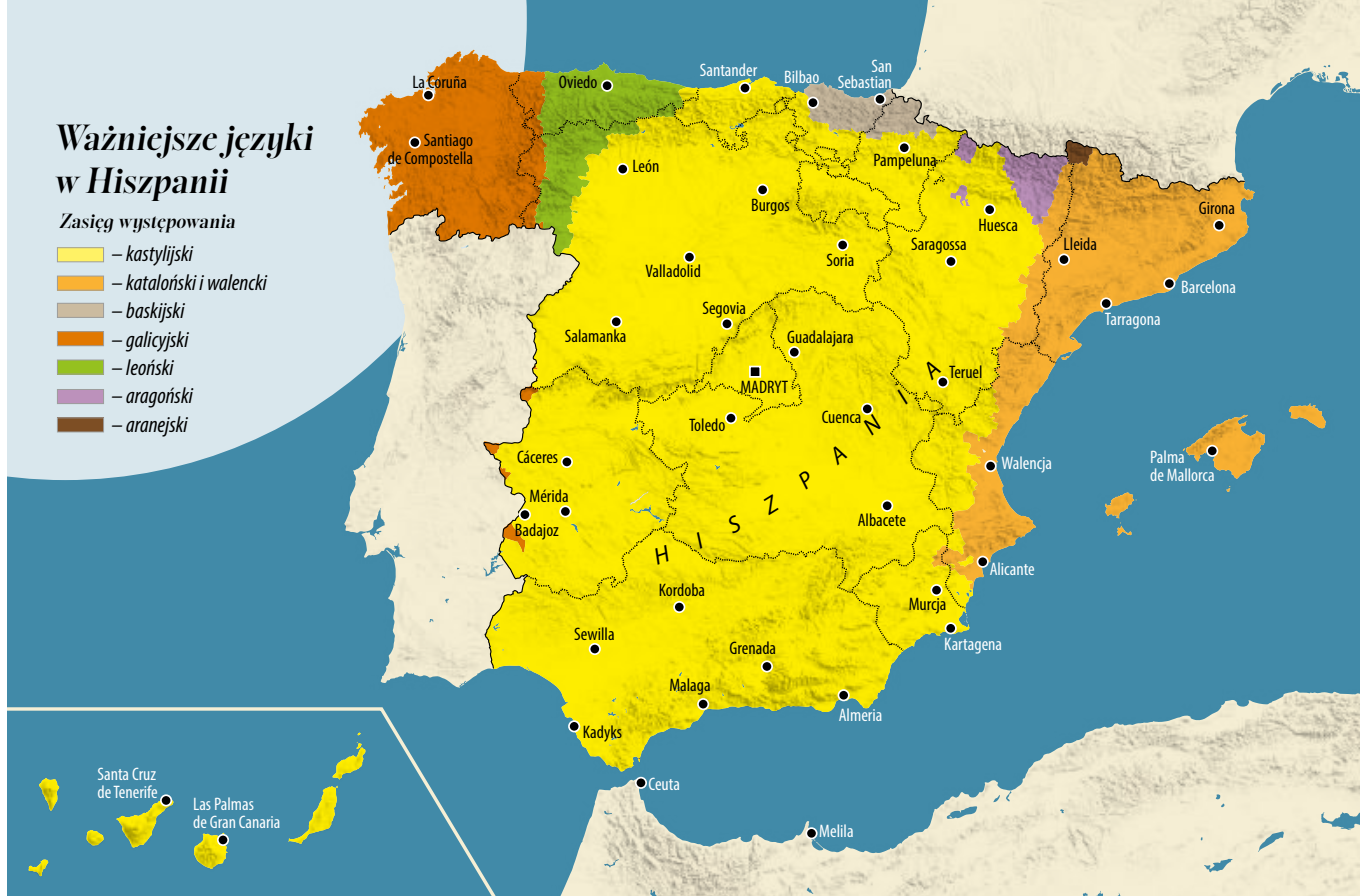 Ważniejsze języki
w Hiszpanii
Zasięg występowania
– kastylijski
– kataloński i walencki
– baskijski
– galicyjski
– leoński
– aragoński
– aranejski
La Coruña
Santiago
de Compostella
Oviedo
Santander
Bilbao
San
Sebastian
León
Burgos
Pampeluna
Huesca
Girona
Saragossa
Lleida
Soria
Valladolid
Barcelona
Tarragona
Segovia
Salamanka
Guadalajara
MADRYT
Teruel
Toledo
Cuenca
HISZPANIA
Cáceres
Walencja
Palma
de Mallorca
Mérida
Badajoz
Albacete
Alicante
Kordoba
Murcja
Kartagena
Sewilla
Grenada
Malaga
Almeria
Kadyks
Ceuta
Melila
Santa Cruz
de Tenerife
Las Palmas
de Gran Canaria